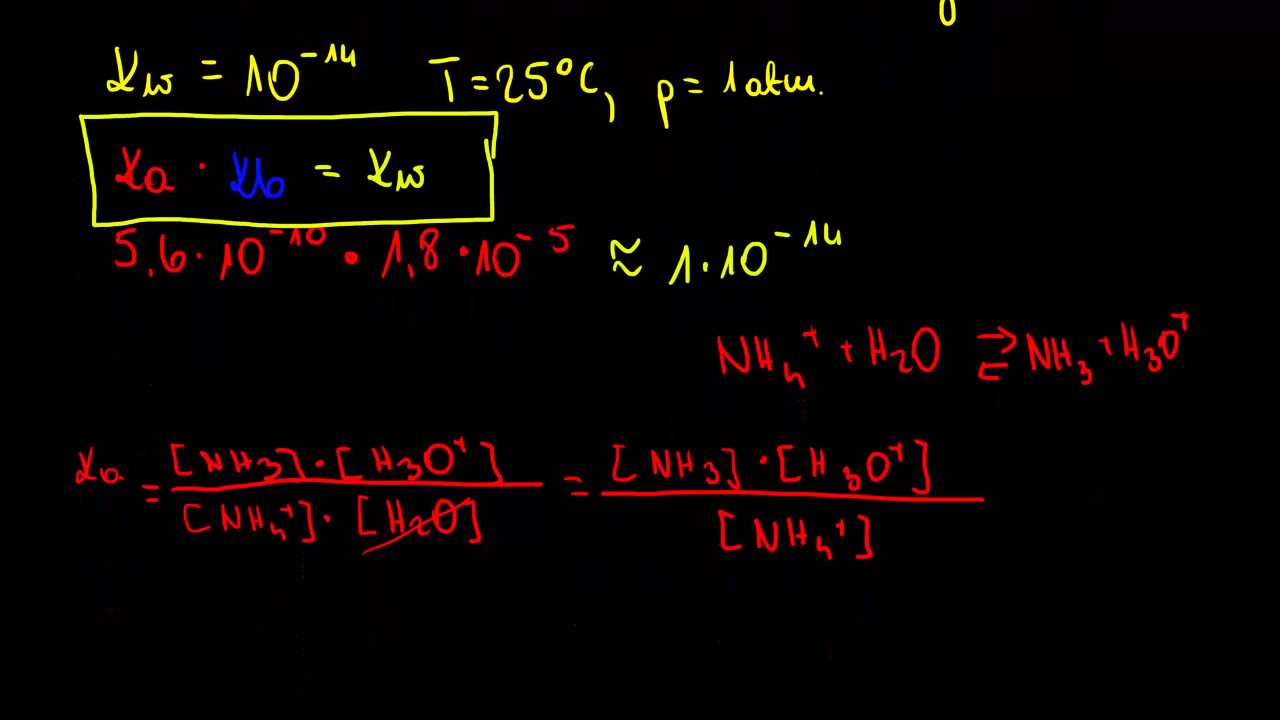 Kw = 10⁻¹⁴ T = 25°C, p = 1 atm.
Ka · Kb = Kw
5,6 · 10⁻¹⁰ · 1,8 · 10⁻⁵ ≈ 1 · 10⁻¹⁴
NH₄⁺ + H₂O ⇄ NH₃ + H₃O⁺
Ka = [NH₃] · [H₃O⁺] / [NH₄⁺] · [H₂O] = [NH₃] · [H₃O⁺] / [NH₄⁺]